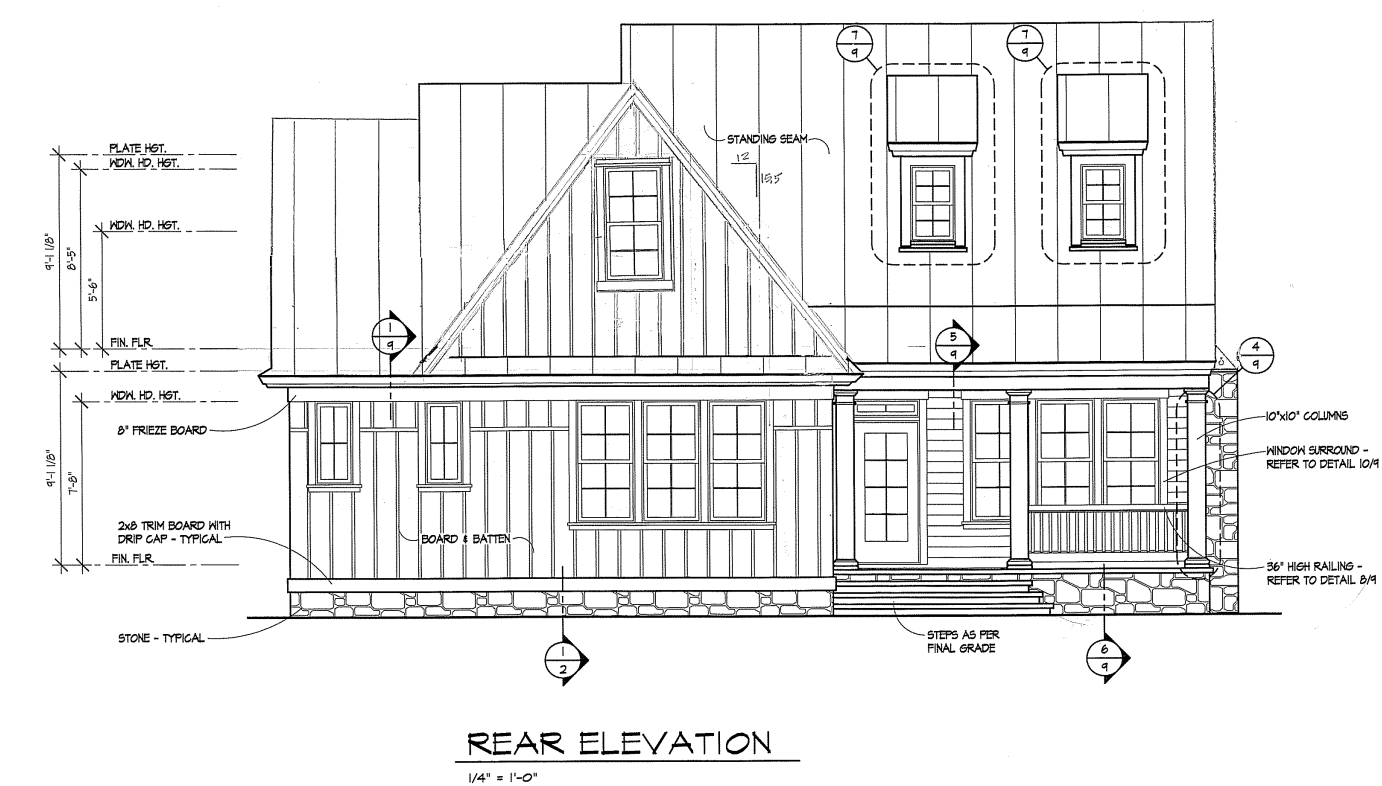 7
9
7
9
STANDING SEAM
12
15.5
PLATE HGT.
WDW. HD. HGT.
WDW. HD. HGT.
9'-1 1/8"
8'-5"
5'-6"
FIN. FLR.
PLATE HGT.
WDW. HD. HGT.
1
9
5
9
4
9
8" FRIEZE BOARD
10"x10" COLUMNS
WINDOW SURROUND -
REFER TO DETAIL 10/9
9'-1 1/8"
7'-8"
2x8 TRIM BOARD WITH
DRIP CAP - TYPICAL
BOARD & BATTEN
FIN. FLR.
36" HIGH RAILING -
REFER TO DETAIL 8/9
STONE - TYPICAL
STEPS AS PER
FINAL GRADE
1
2
6
9
REAR ELEVATION
1/4" = 1'-0"